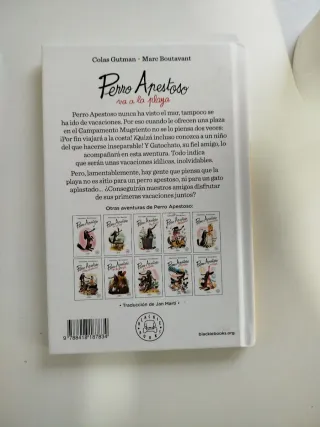 Colas Gutman - Marc Boutavant
Perro Apestoso
va a la playa
Perro Apestoso nunca ha visto el mar, tampoco se
ha ido de vacaciones. Por eso cuando le ofrecen una plaza
en el Campamento Mugriento no se lo piensa dos veces:
¡Por fin viajará a la costa! ¡Quizá incluso conozca a un niño
del que hacerse inseparable! Y Gatochato, su fiel amigo, lo
acompañará en esta aventura. Todo indica
que serán unas vacaciones idílicas, inolvidables.
Pero, lamentablemente, hay gente que piensa que la
playa no es sitio para un perro apestoso, ni para un gato
aplastado... ¿Conseguirán nuestros amigos disfrutar
de sus primeras vacaciones juntos?
Otras aventuras de Perro Apestoso:
• Traducción de Jan Martí •
blackiebooks.org
9 788419 187834